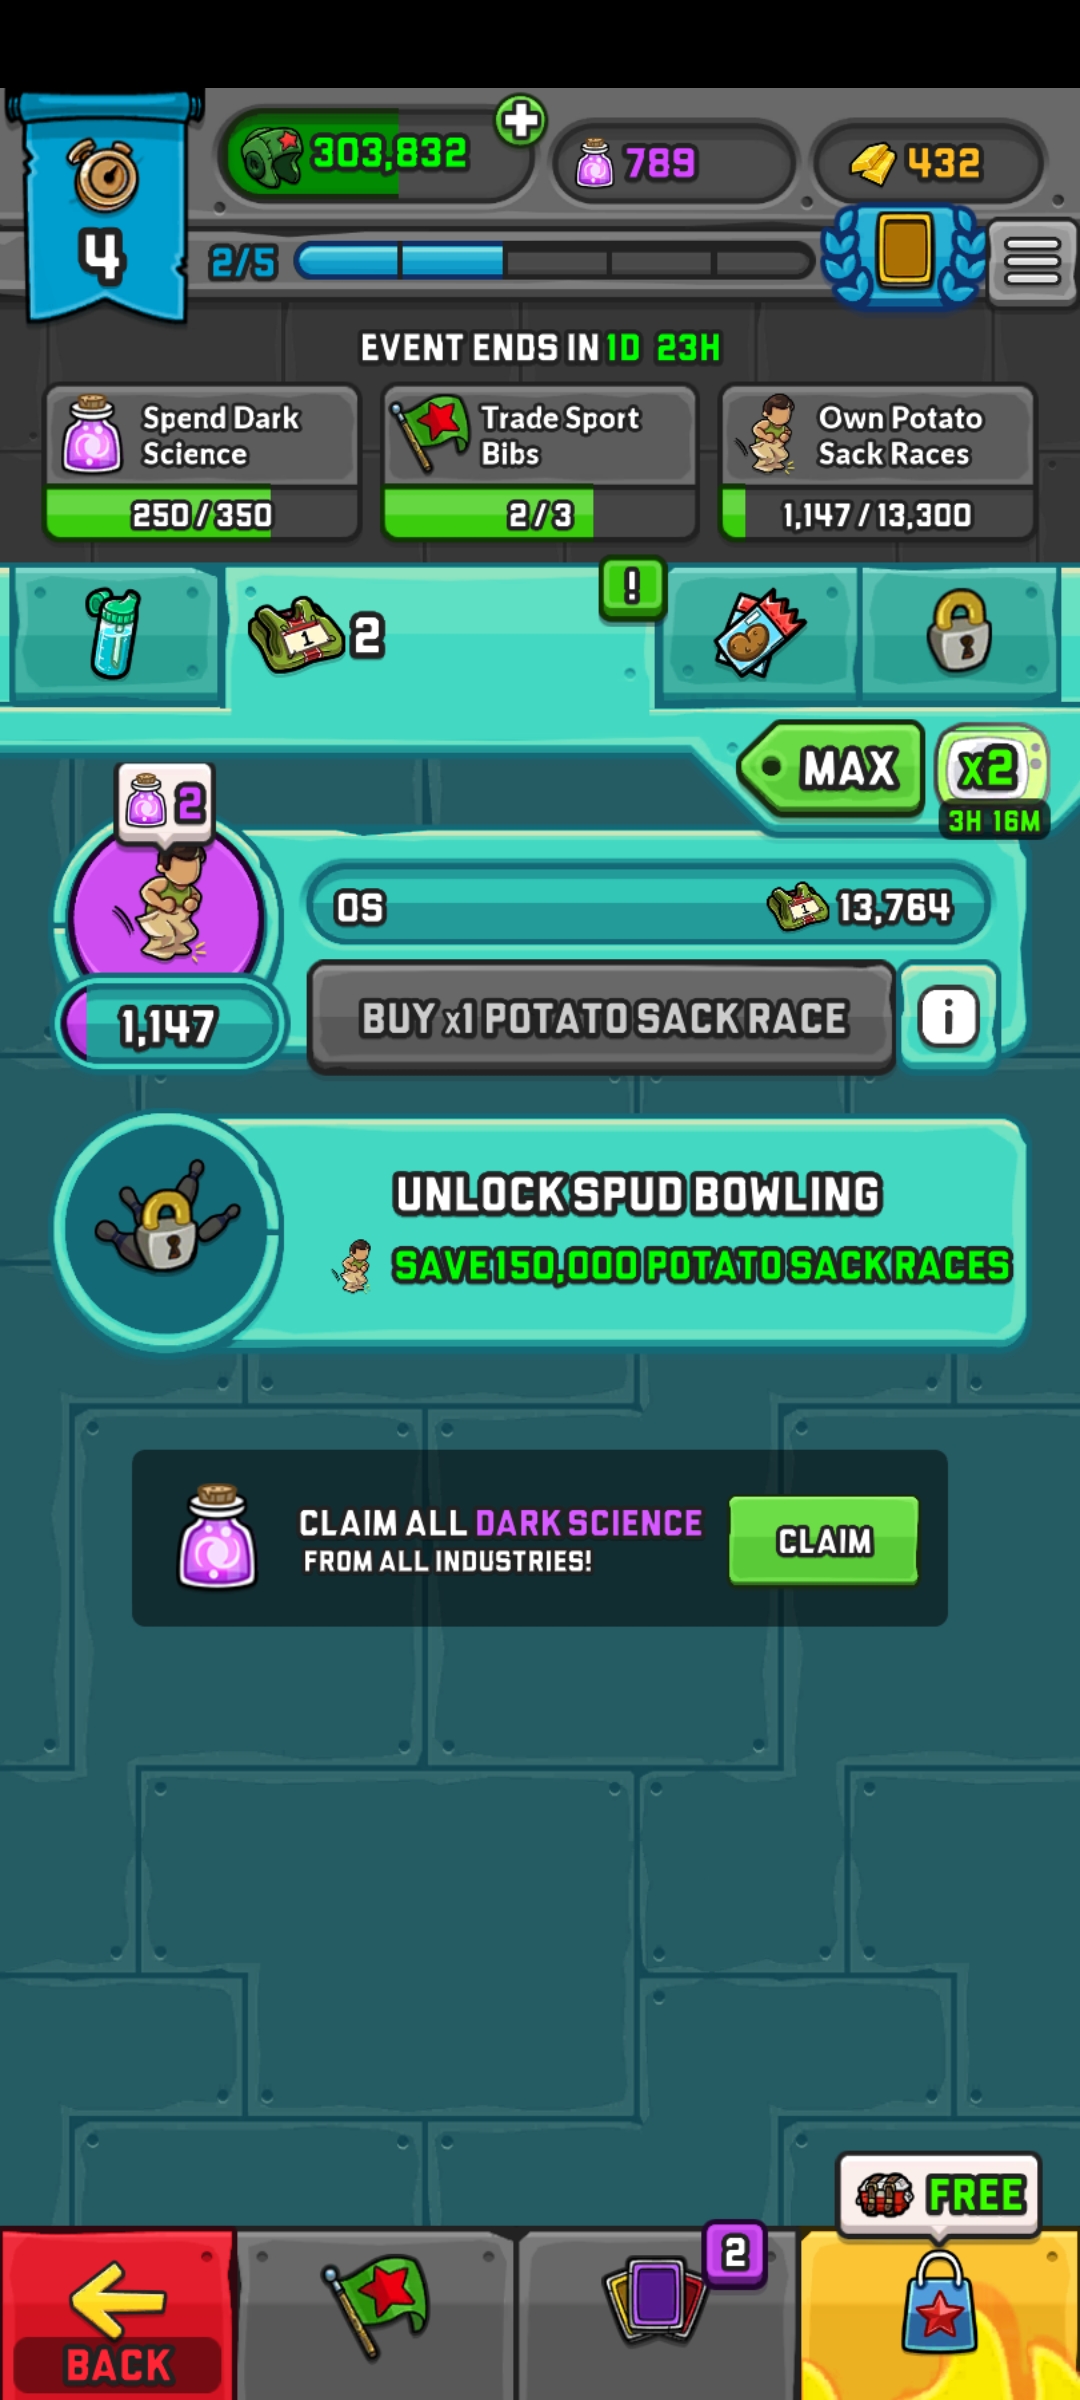 303,832
789
432
4
2/5
EVENT ENDS IN 1D 23H
Spend Dark
Science
250/350
Trade Sport
Bibs
2/3
Own Potato
Sack Races
1,147/13,300
1
2
!
MAX
x2
3H 16M
2
0S
1
13,764
1,147
BUY x1 POTATO SACK RACE
i
UNLOCK SPUD BOWLING
SAVE 150,000 POTATO SACK RACES
CLAIM ALL DARK SCIENCE
FROM ALL INDUSTRIES!
CLAIM
FREE
2
BACK